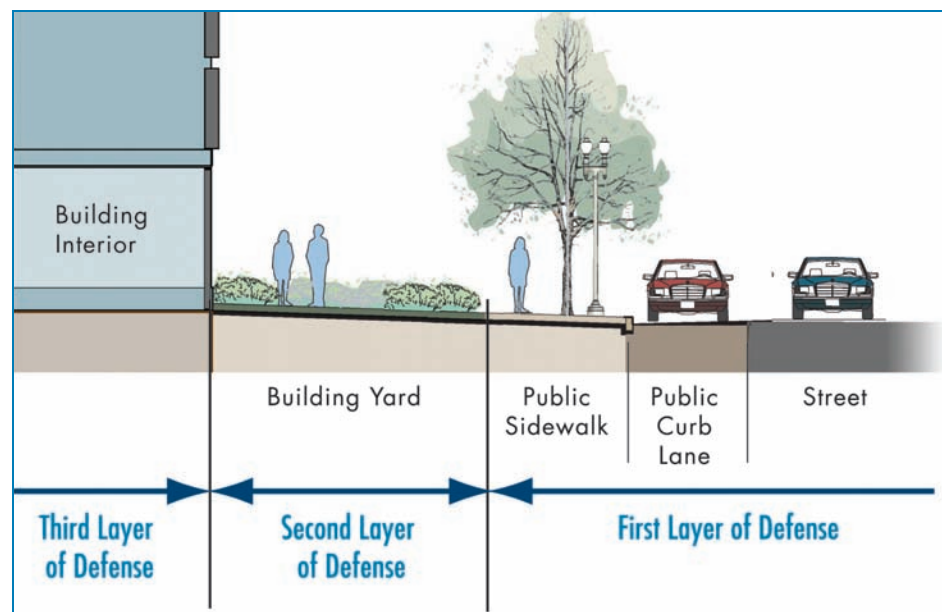 Building
Interior
Building Yard
Public
Sidewalk
Public
Curb
Lane
Street
Third Layer
of Defense
Second Layer
of Defense
First Layer of Defense